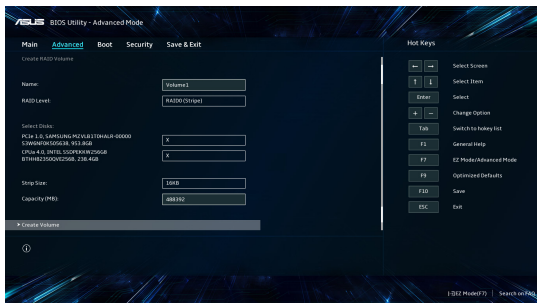 ASUS BIOS Utility - Advanced Mode
Main Advanced Boot Security Save & Exit
Hot Keys
Create RAID Volume
Name: Volume1
RAID Level: RAID0(Stripe)
Select Disks:
PCIe 1.0, SAMSUNG MZVLB1T0HALR-00000
S3W6NF0K505638, 953.8GB X
CPUa 4.0, INTEL SSDPEKKW256G8
BTHH82350QVE256B, 238.4GB X
Strip Size: 16KB
Capacity (MB): 488392
> Create Volume
← → Select Screen
↑ ↓ Select Item
Enter Select
+ − Change Option
Tab Switch to hokey list
F1 General Help
F7 EZ Mode/Advanced Mode
F9 Optimized Defaults
F10 Save
ESC Exit
EZ Mode(F7) | Search on FAQ